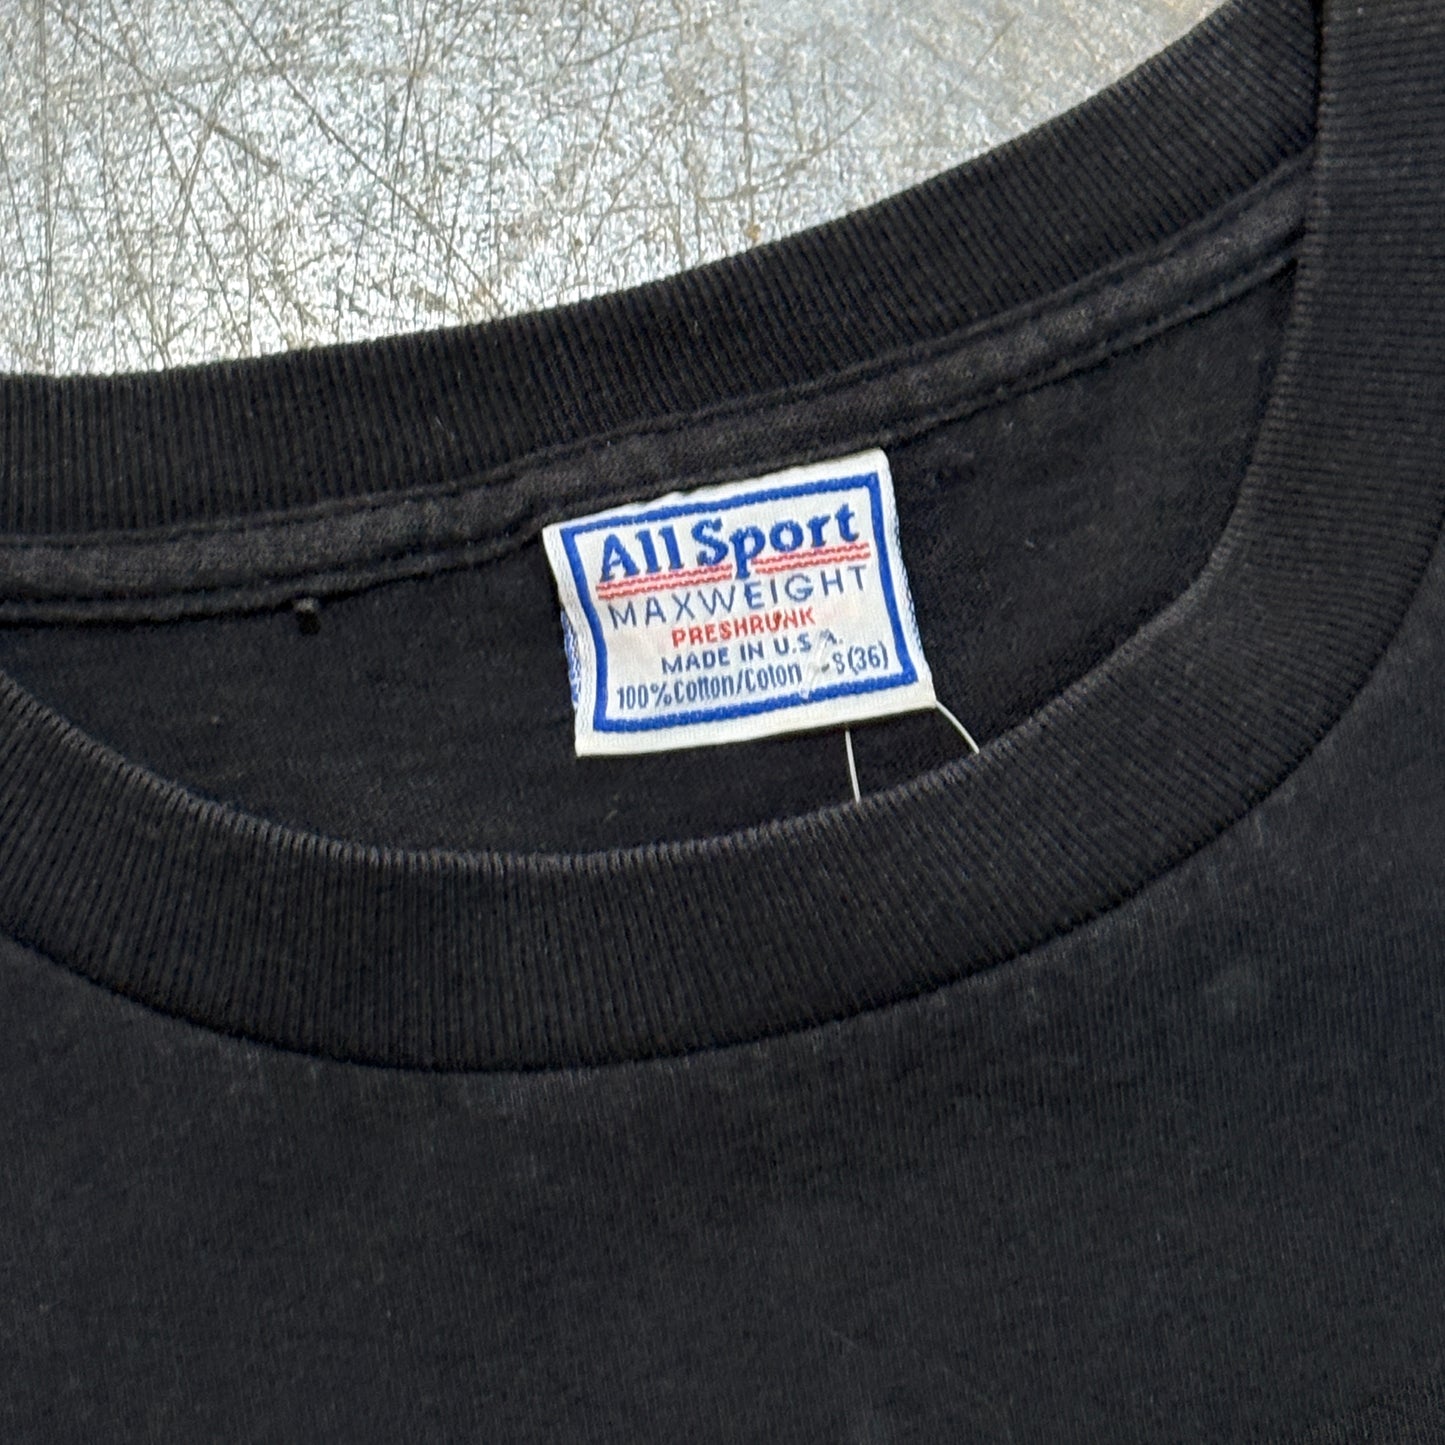 All Sport
MAXWEIGHT
PRESHRUNK
MADE IN U.S.A.
100% Cotton/Coton -S(36)